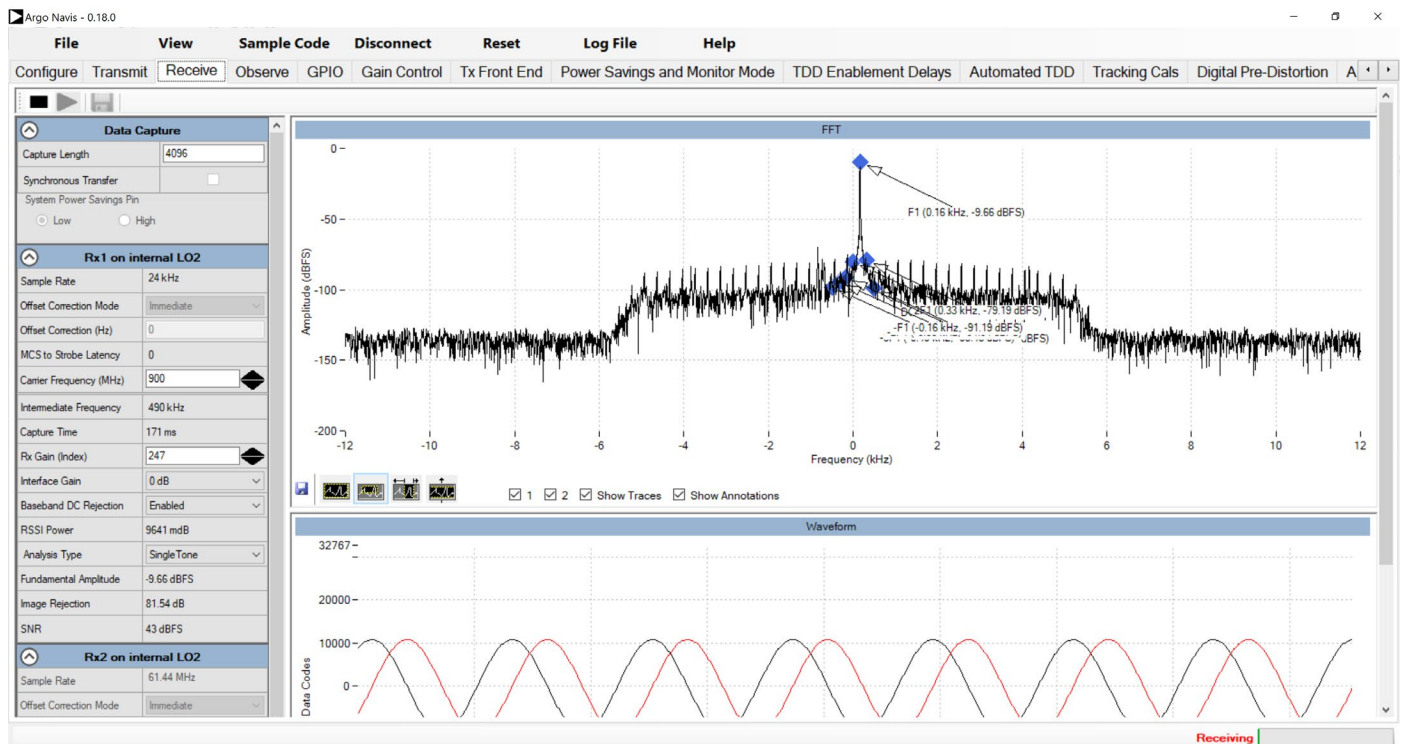 Argo Navis - 0.18.0
File View Sample Code Disconnect Reset Log File Help
Configure Transmit Receive Observe GPIO Gain Control Tx Front End Power Savings and Monitor Mode TDD Enablement Delays Automated TDD Tracking Cals Digital Pre-Distortion A
Data Capture
Capture Length 4096
Synchronous Transfer
System Power Savings Pin
Low High
Rx1 on internal LO2
Sample Rate 24 kHz
Offset Correction Mode Immediate
Offset Correction (Hz) 0
MCS to Strobe Latency 0
Carrier Frequency (MHz) 900
Intermediate Frequency 490 kHz
Capture Time 171 ms
Rx Gain (Index) 247
Interface Gain 0 dB
Baseband DC Rejection Enabled
RSSI Power 9641 mdB
Analysis Type SingleTone
Fundamental Amplitude -9.66 dBFS
Image Rejection 81.54 dB
SNR 43 dBFS
Rx2 on internal LO2
Sample Rate 61.44 MHz
Offset Correction Mode Immediate
FFT
Amplitude (dBFS)
0
-50
-100
-150
-200
F1 (0.16 kHz, -9.66 dBFS)
2F1 (0.33 kHz, -79.19 dBFS)
-F1 (-0.16 kHz, -91.19 dBFS)
-12 -10 -8 -6 -4 -2 0 2 4 6 8 10 12
Frequency (kHz)
1 2 Show Traces Show Annotations
Waveform
Data Codes
32767
20000
10000
0
Receiving